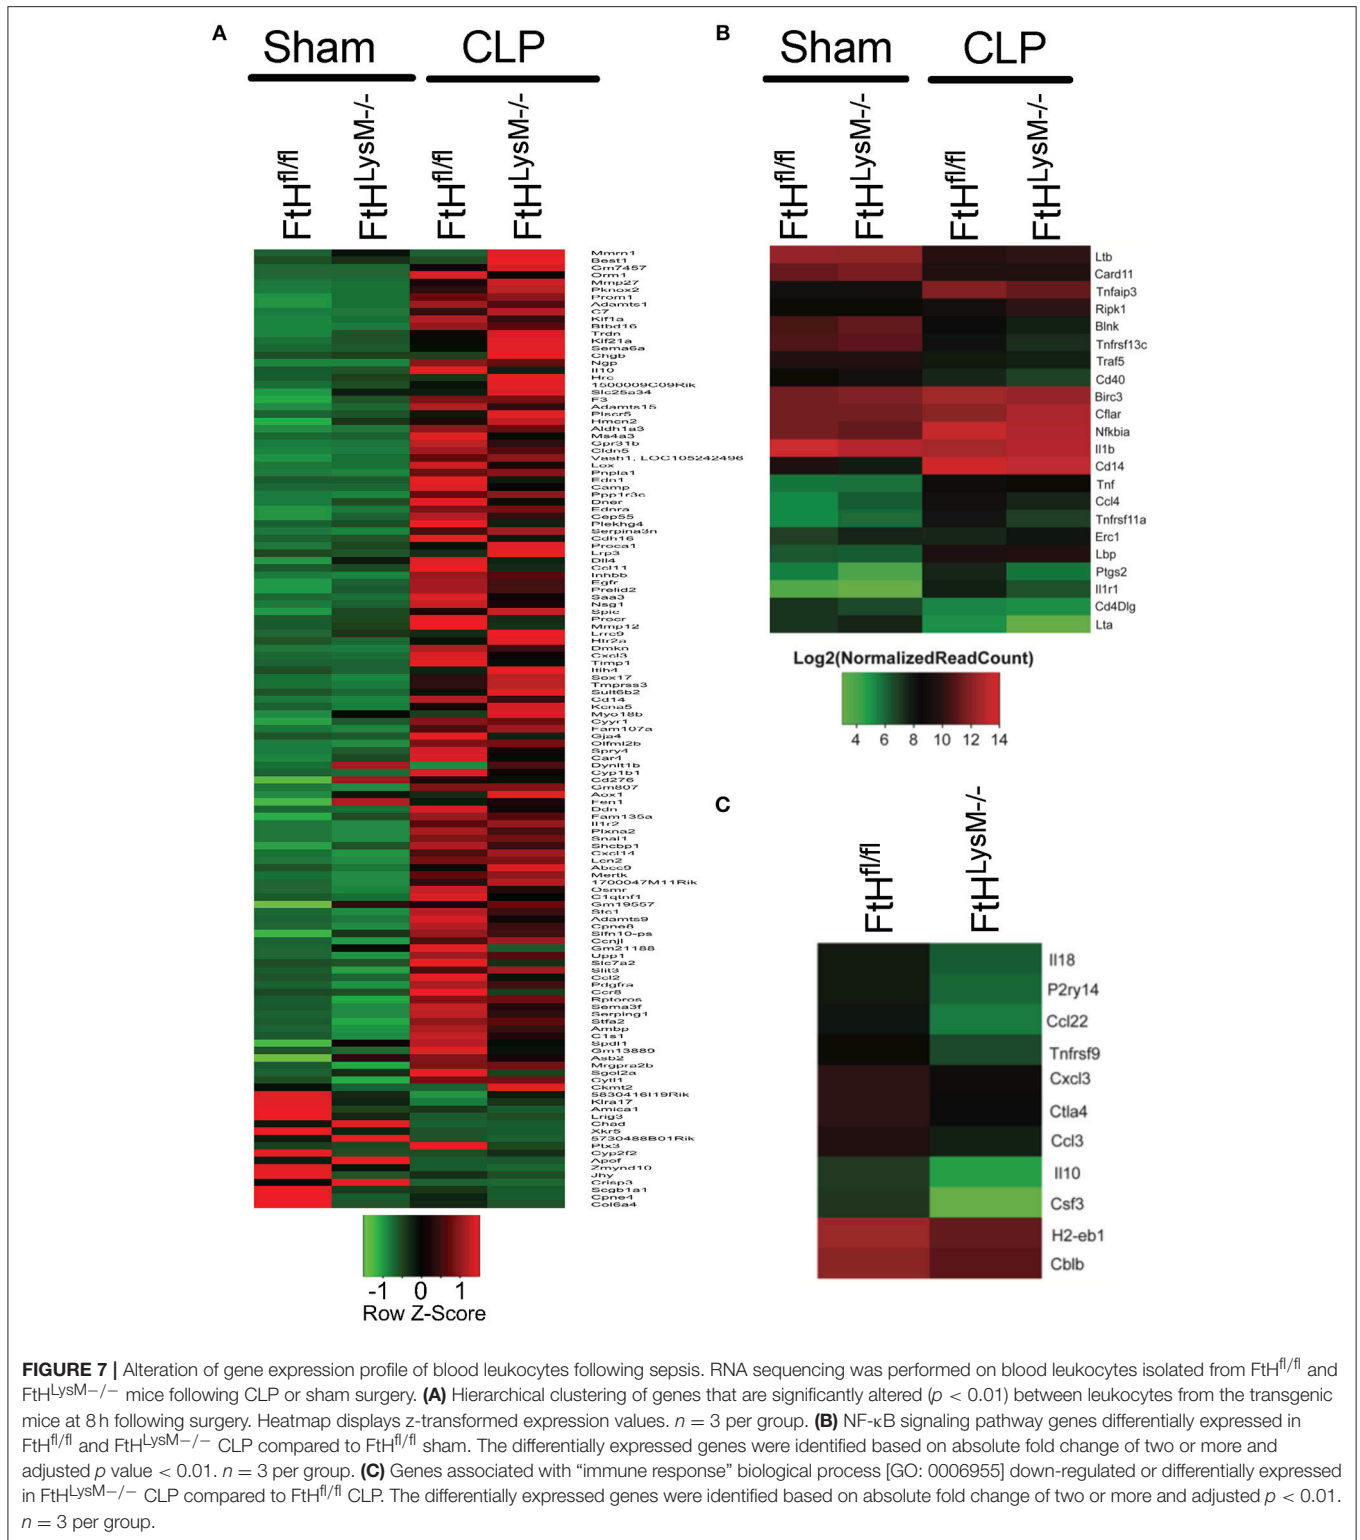 A
Sham
CLP
FtHfl/fl
FtHLysM-/-
FtHfl/fl
FtHLysM-/-
Mmrn1
Best1
Gm7457
Orm1
Mmp27
Pknox2
Prom1
Adamts1
C7
Kif1a
Btbd16
Trdn
Kif21a
Sema6a
Chgb
Ngp
Il10
Hrc
1500009C09Rik
Slc25a34
F3
Adamts15
Plscr5
Hmcn2
Aldh1a3
Ms4a3
Gpr31b
Cldn5
Vash1, LOC105242496
Lox
Pnpla1
Edn1
Camp
Ppp1r3c
Dner
Ednra
Cep55
Plekhg4
Serpina3n
Cdh16
Proca1
Lrp3
Dll4
Ccl11
Inhbb
Egfr
Prelid2
Saa3
Nsg1
Spic
Procr
Mmp12
Lrrc9
Htr2a
Dmkn
Cxcl3
Timp1
Itih4
Sox17
Tmprss3
Sult6b2
Cd14
Kcna5
Myo18b
Cyyr1
Fam107a
Gja4
Olfml2b
Spry4
Car4
Dynlt1b
Cyp1b1
Cd276
Gm807
Aox1
Fen1
Ddn
Fam135a
Il1r2
Plxna2
Snai1
Shcbp1
Cxcl14
Lcn2
Abcc9
Mertk
1700047M11Rik
Osmr
C1qtnf1
Gm19557
Stc1
Adamts9
Cpne8
Slfn10-ps
Ccnjl
Gm21188
Upp1
Slc7a2
Slit3
Ccl2
Pdgfra
Ccr8
Rptoros
Sema3f
Serping1
Stfa2
Ambp
C1s1
Spdl1
Gm13889
Asb2
Mrgpra2b
Sgol2a
Cytl1
Ckmt2
5830416I19Rik
Klra17
Amica1
Lrig3
Chad
Xkr5
5730488B01Rik
Ptx3
Cyp2f2
Apof
Zmynd10
Jhy
Crisp3
Scgb1a1
Cpne4
Col6a4
-1 0 1
Row Z-Score
B
Sham
CLP
FtHfl/fl
FtHLysM-/-
FtHfl/fl
FtHLysM-/-
Ltb
Card11
Tnfaip3
Ripk1
Blnk
Tnfrsf13c
Traf5
Cd40
Birc3
Cflar
Nfkbia
Il1b
Cd14
Tnf
Ccl4
Tnfrsf11a
Erc1
Lbp
Ptgs2
Il1r1
Cd4Dlg
Lta
Log2(NormalizedReadCount)
4 6 8 10 12 14
C
FtHfl/fl
FtHLysM-/-
Il18
P2ry14
Ccl22
Tnfrsf9
Cxcl3
Ctla4
Ccl3
Il10
Csf3
H2-eb1
Cblb
FIGURE 7 | Alteration of gene expression profile of blood leukocytes following sepsis. RNA sequencing was performed on blood leukocytes isolated from FtHfl/fl and
FtHLysM−/− mice following CLP or sham surgery. (A) Hierarchical clustering of genes that are significantly altered (p < 0.01) between leukocytes from the transgenic
mice at 8 h following surgery. Heatmap displays z-transformed expression values. n = 3 per group. (B) NF-κB signaling pathway genes differentially expressed in
FtHfl/fl and FtHLysM−/− CLP compared to FtHfl/fl sham. The differentially expressed genes were identified based on absolute fold change of two or more and
adjusted p value < 0.01. n = 3 per group. (C) Genes associated with “immune response” biological process [GO: 0006955] down-regulated or differentially expressed
in FtHLysM−/− CLP compared to FtHfl/fl CLP. The differentially expressed genes were identified based on absolute fold change of two or more and adjusted p < 0.01.
n = 3 per group.